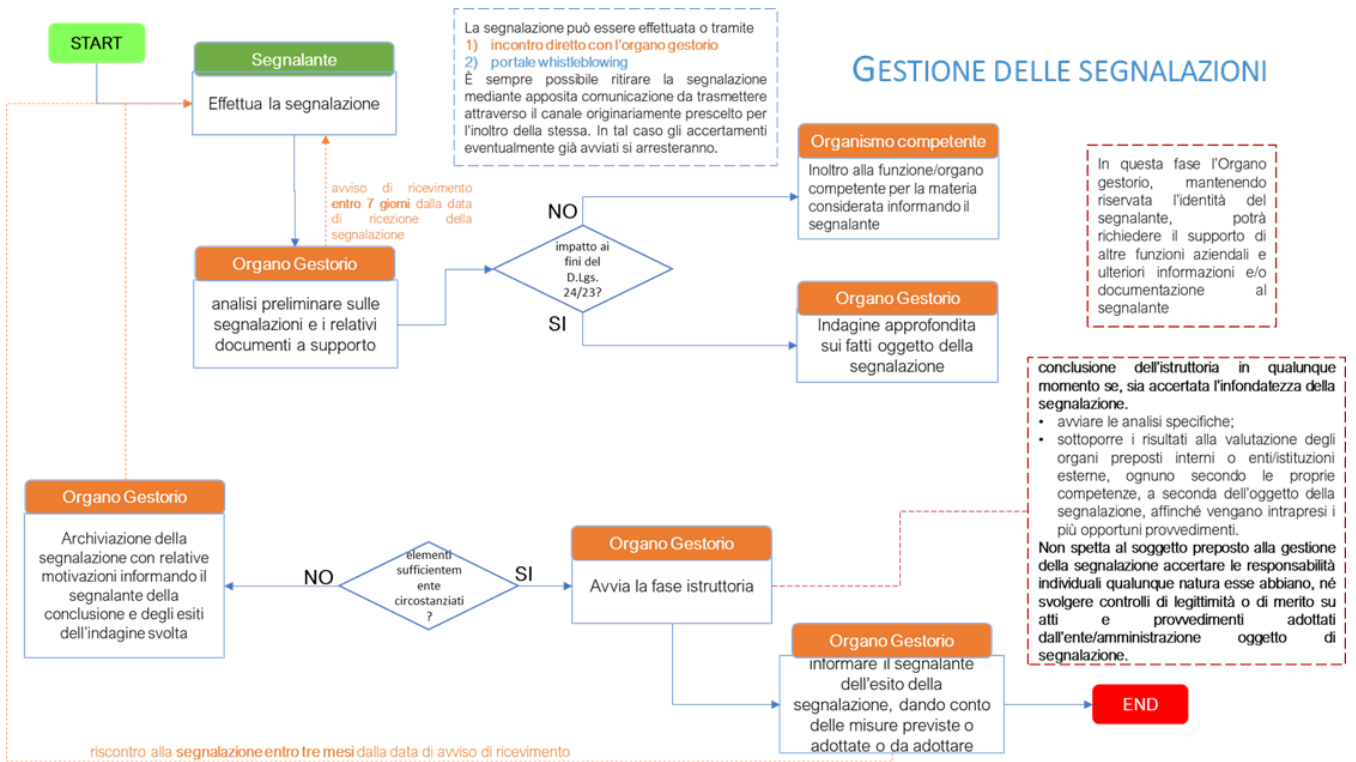 START
Segnalante
Effettua la segnalazione
La segnalazione può essere effettuata o tramite
1) incontro diretto con l'organo gestorio
2) portale whistleblowing
È sempre possibile ritirare la segnalazione
mediante apposita comunicazione da trasmettere
attraverso il canale originariamente prescelto per
l'inoltro della stessa. In tal caso gli accertamenti
eventualmente già avviati si arresteranno.
GESTIONE DELLE SEGNALAZIONI
avviso di ricevimento
entro 7 giorni dalla data
di ricezione della
segnalazione
Organo Gestorio
analisi preliminare sulle
segnalazioni e i relativi
documenti a supporto
NO
impatto ai
fini del
D.Lgs.
24/23?
SI
Organismo competente
Inoltro alla funzione/organo
competente per la materia
considerata informando il
segnalante
Organo Gestorio
Indagine approfondita
sui fatti oggetto della
segnalazione
In questa fase l'Organo
gestorio, mantenendo
riservata l'identità del
segnalante, potrà
richiedere il supporto di
altre funzioni aziendali e
ulteriori informazioni e/o
documentazione al
segnalante
conclusione dell'istruttoria in qualunque
momento se, sia accertata l'infondatezza della
segnalazione.
• avviare le analisi specifiche;
• sottoporre i risultati alla valutazione degli
organi preposti interni o enti/istituzioni
esterne, ognuno secondo le proprie
competenze, a seconda dell'oggetto della
segnalazione, affinché vengano intrapresi i
più opportuni provvedimenti.
Non spetta al soggetto preposto alla gestione
della segnalazione accertare le responsabilità
individuali qualunque natura esse abbiano, né
svolgere controlli di legittimità o di merito su
atti e provvedimenti adottati
dall'ente/amministrazione oggetto di
segnalazione.
Organo Gestorio
Archiviazione della
segnalazione con relative
motivazioni informando il
segnalante della
conclusione e degli esiti
dell'indagine svolta
NO
elementi
sufficientem
ente
circostanziati
?
SI
Organo Gestorio
Avvia la fase istruttoria
Organo Gestorio
informare il segnalante
dell'esito della
segnalazione, dando conto
delle misure previste o
adottate o da adottare
END
riscontro alla segnalazione entro tre mesi dalla data di avviso di ricevimento